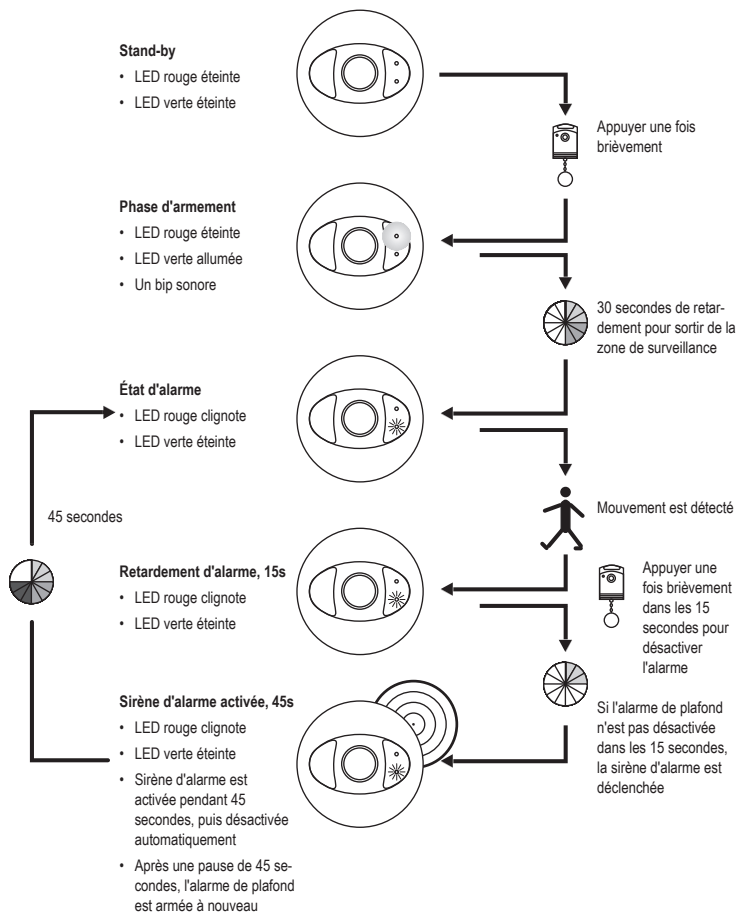 Stand-by
• LED rouge éteinte
• LED verte éteinte
Appuyer une fois
brièvement
Phase d'armement
• LED rouge éteinte
• LED verte allumée
• Un bip sonore
30 secondes de retar-
dement pour sortir de la
zone de surveillance
État d'alarme
• LED rouge clignote
• LED verte éteinte
45 secondes
Mouvement est détecté
Retardement d'alarme, 15s
• LED rouge clignote
• LED verte éteinte
Appuyer une
fois brièvement
dans les 15
secondes pour
désactiver
l'alarme
Sirène d'alarme activée, 45s
• LED rouge clignote
• LED verte éteinte
• Sirène d'alarme est
activée pendant 45
secondes, puis désactivée
automatiquement
• Après une pause de 45 se-
condes, l'alarme de plafond
est armée à nouveau
Si l'alarme de plafond
n'est pas désactivée
dans les 15 secondes,
la sirène d'alarme est
déclenchée